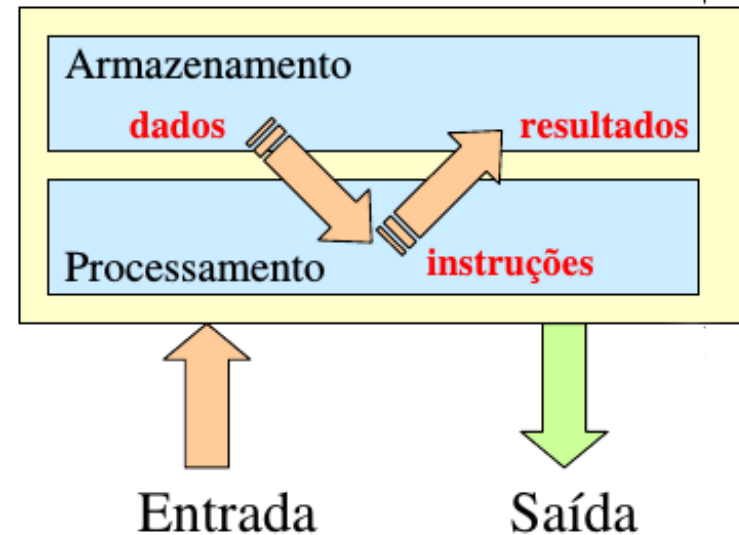 Armazenamento
dados resultados
Processamento instruções
Entrada Saída